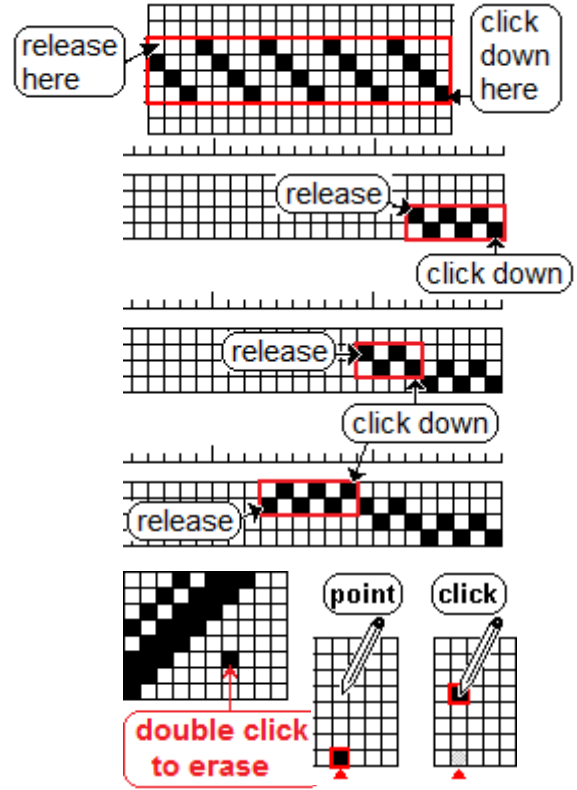 release
here
click
down
here
release
click down
release
click down
release
point
click
double click
to erase